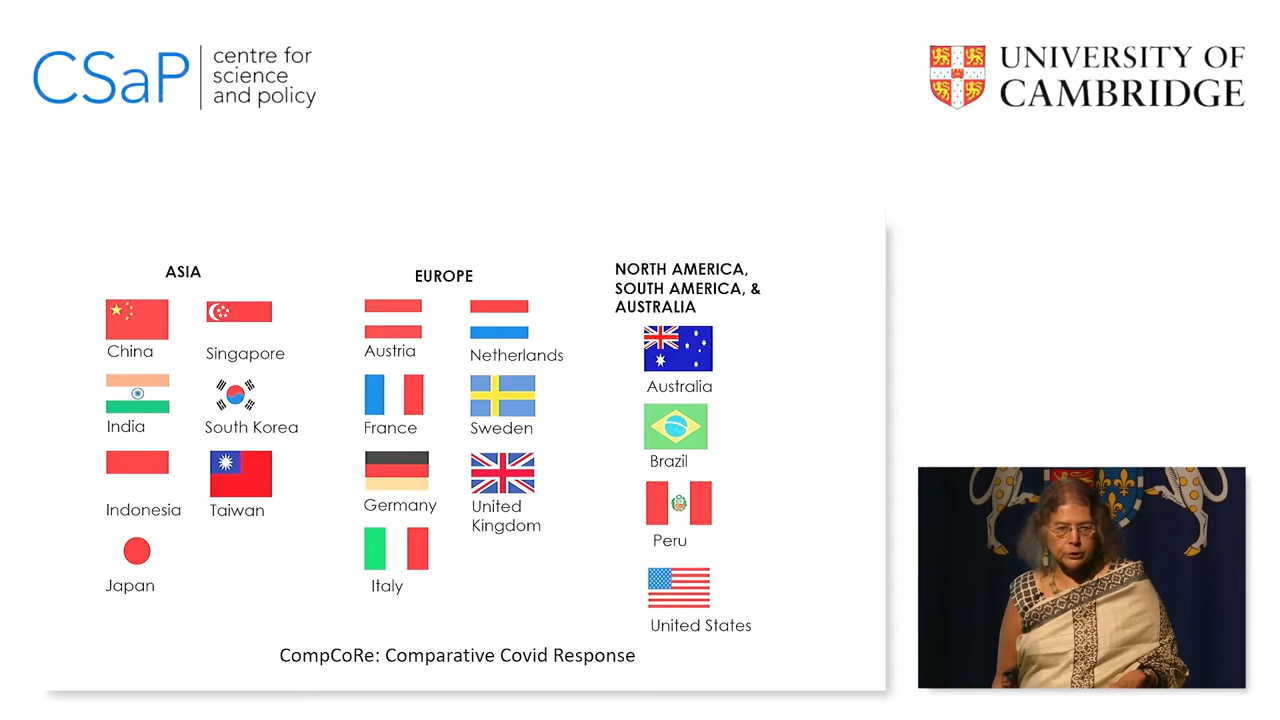 CSaP
centre for
science
and policy
UNIVERSITY OF
CAMBRIDGE
ASIA
China
Singapore
India
South Korea
Indonesia
Taiwan
Japan
EUROPE
Austria
Netherlands
France
Sweden
Germany
United
Kingdom
Italy
NORTH AMERICA,
SOUTH AMERICA, &
AUSTRALIA
Australia
Brazil
Peru
United States
CompCoRe: Comparative Covid Response